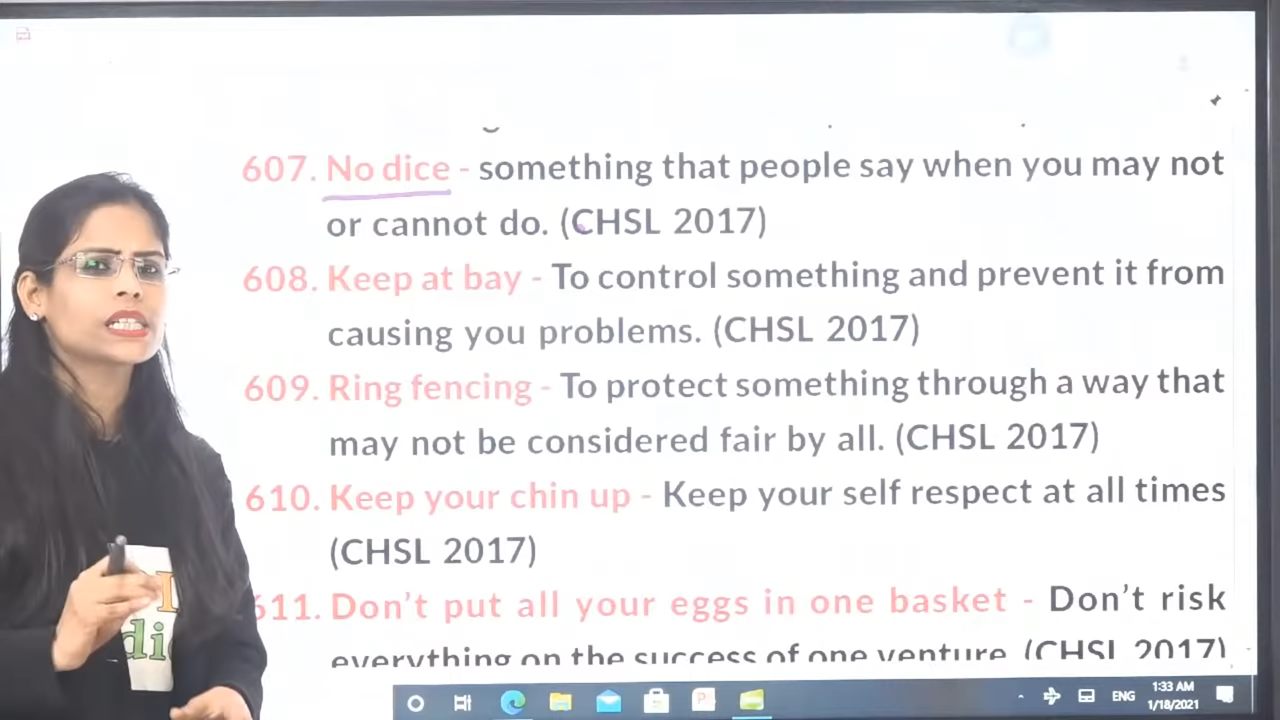 607. No dice - something that people say when you may not
or cannot do. (CHSL 2017)
608. Keep at bay - To control something and prevent it from
causing you problems. (CHSL 2017)
609. Ring fencing - To protect something through a way that
may not be considered fair by all. (CHSL 2017)
610. Keep your chin up - Keep your self respect at all times
(CHSL 2017)
611. Don't put all your eggs in one basket - Don't risk
everything on the success of one venture. (CHSL 2017)
ENG
1:33 AM
1/18/2021